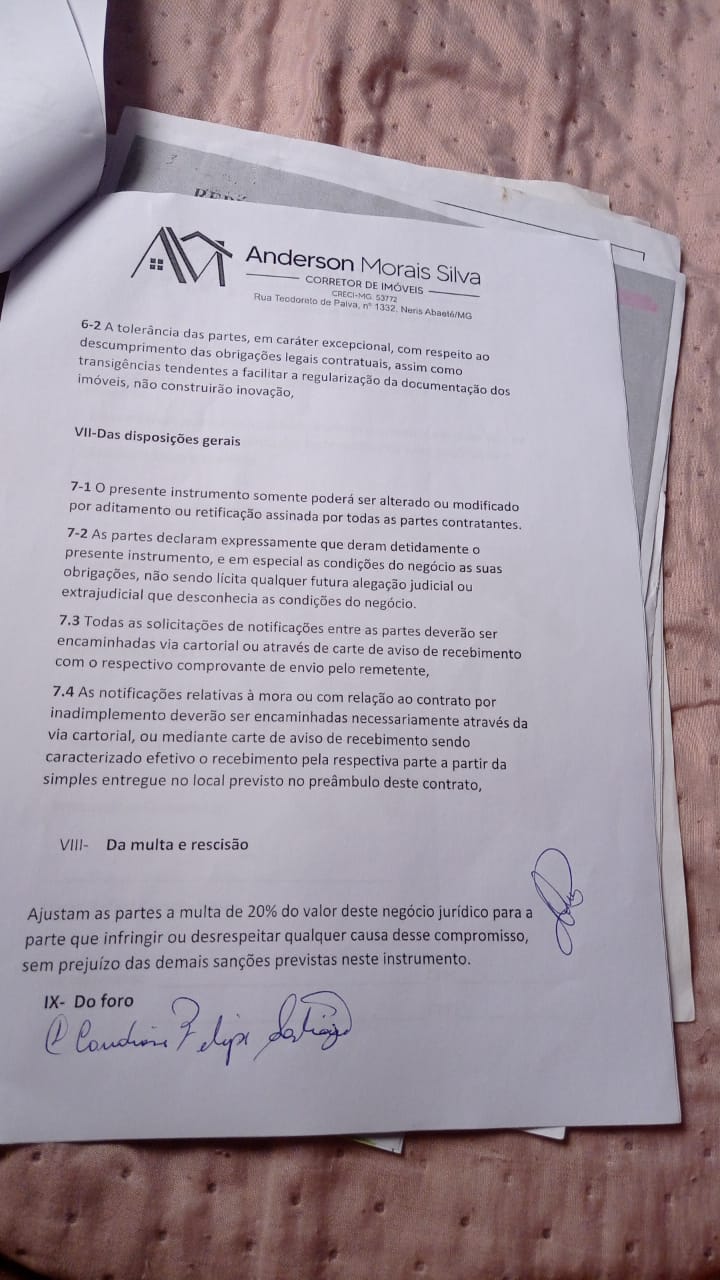 Anderson Morais Silva
CORRETOR DE IMÓVEIS
CRECI-MG. 53772
Rua Teodoreto de Paiva, nº 1332, Neris Abaeté/MG
6-2 A tolerância das partes, em caráter excepcional, com respeito ao
descumprimento das obrigações legais contratuais, assim como
transigências tendentes a facilitar a regularização da documentação dos
imóveis, não construirão inovação,
VII-Das disposições gerais
7-1 O presente instrumento somente poderá ser alterado ou modificado
por aditamento ou retificação assinada por todas as partes contratantes.
7-2 As partes declaram expressamente que deram detidamente o
presente instrumento, e em especial as condições do negócio as suas
obrigações, não sendo lícita qualquer futura alegação judicial ou
extrajudicial que desconhecia as condições do negócio.
7.3 Todas as solicitações de notificações entre as partes deverão ser
encaminhadas via cartorial ou através de carte de aviso de recebimento
com o respectivo comprovante de envio pelo remetente,
7.4 As notificações relativas à mora ou com relação ao contrato por
inadimplemento deverão ser encaminhadas necessariamente através da
via cartorial, ou mediante carte de aviso de recebimento sendo
caracterizado efetivo o recebimento pela respectiva parte a partir da
simples entregue no local previsto no preâmbulo deste contrato,
VIII- Da multa e rescisão
Ajustam as partes a multa de 20% do valor deste negócio jurídico para a
parte que infringir ou desrespeitar qualquer causa desse compromisso,
sem prejuízo das demais sanções previstas neste instrumento.
IX- Do foro
Felipe